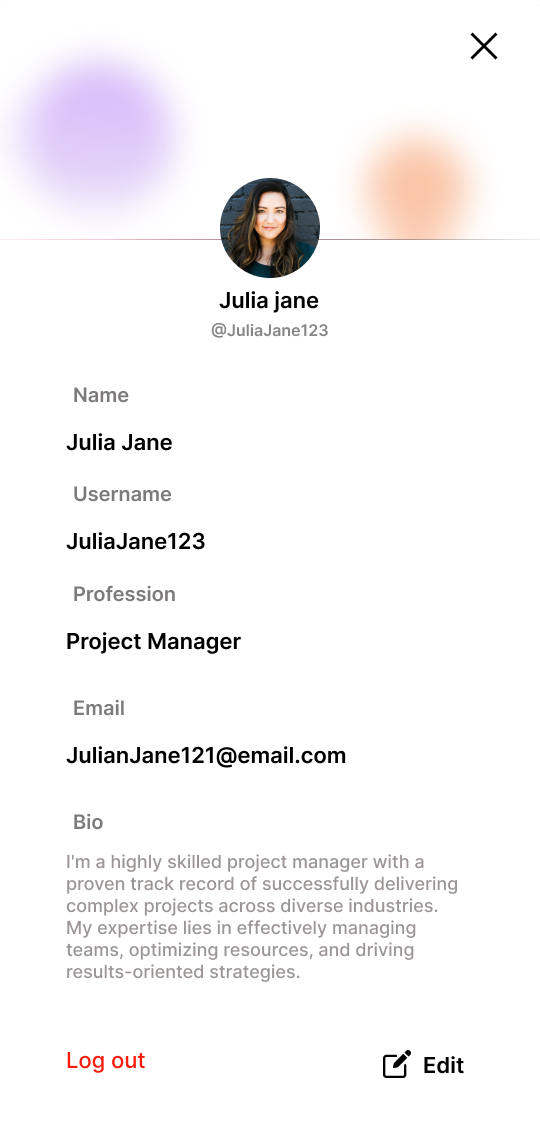 Julia jane
@JuliaJane123
Name
Julia Jane
Username
JuliaJane123
Profession
Project Manager
Email
JulianJane121@email.com
Bio
I'm a highly skilled project manager with a
proven track record of successfully delivering
complex projects across diverse industries.
My expertise lies in effectively managing
teams, optimizing resources, and driving
results-oriented strategies.
Log out
Edit